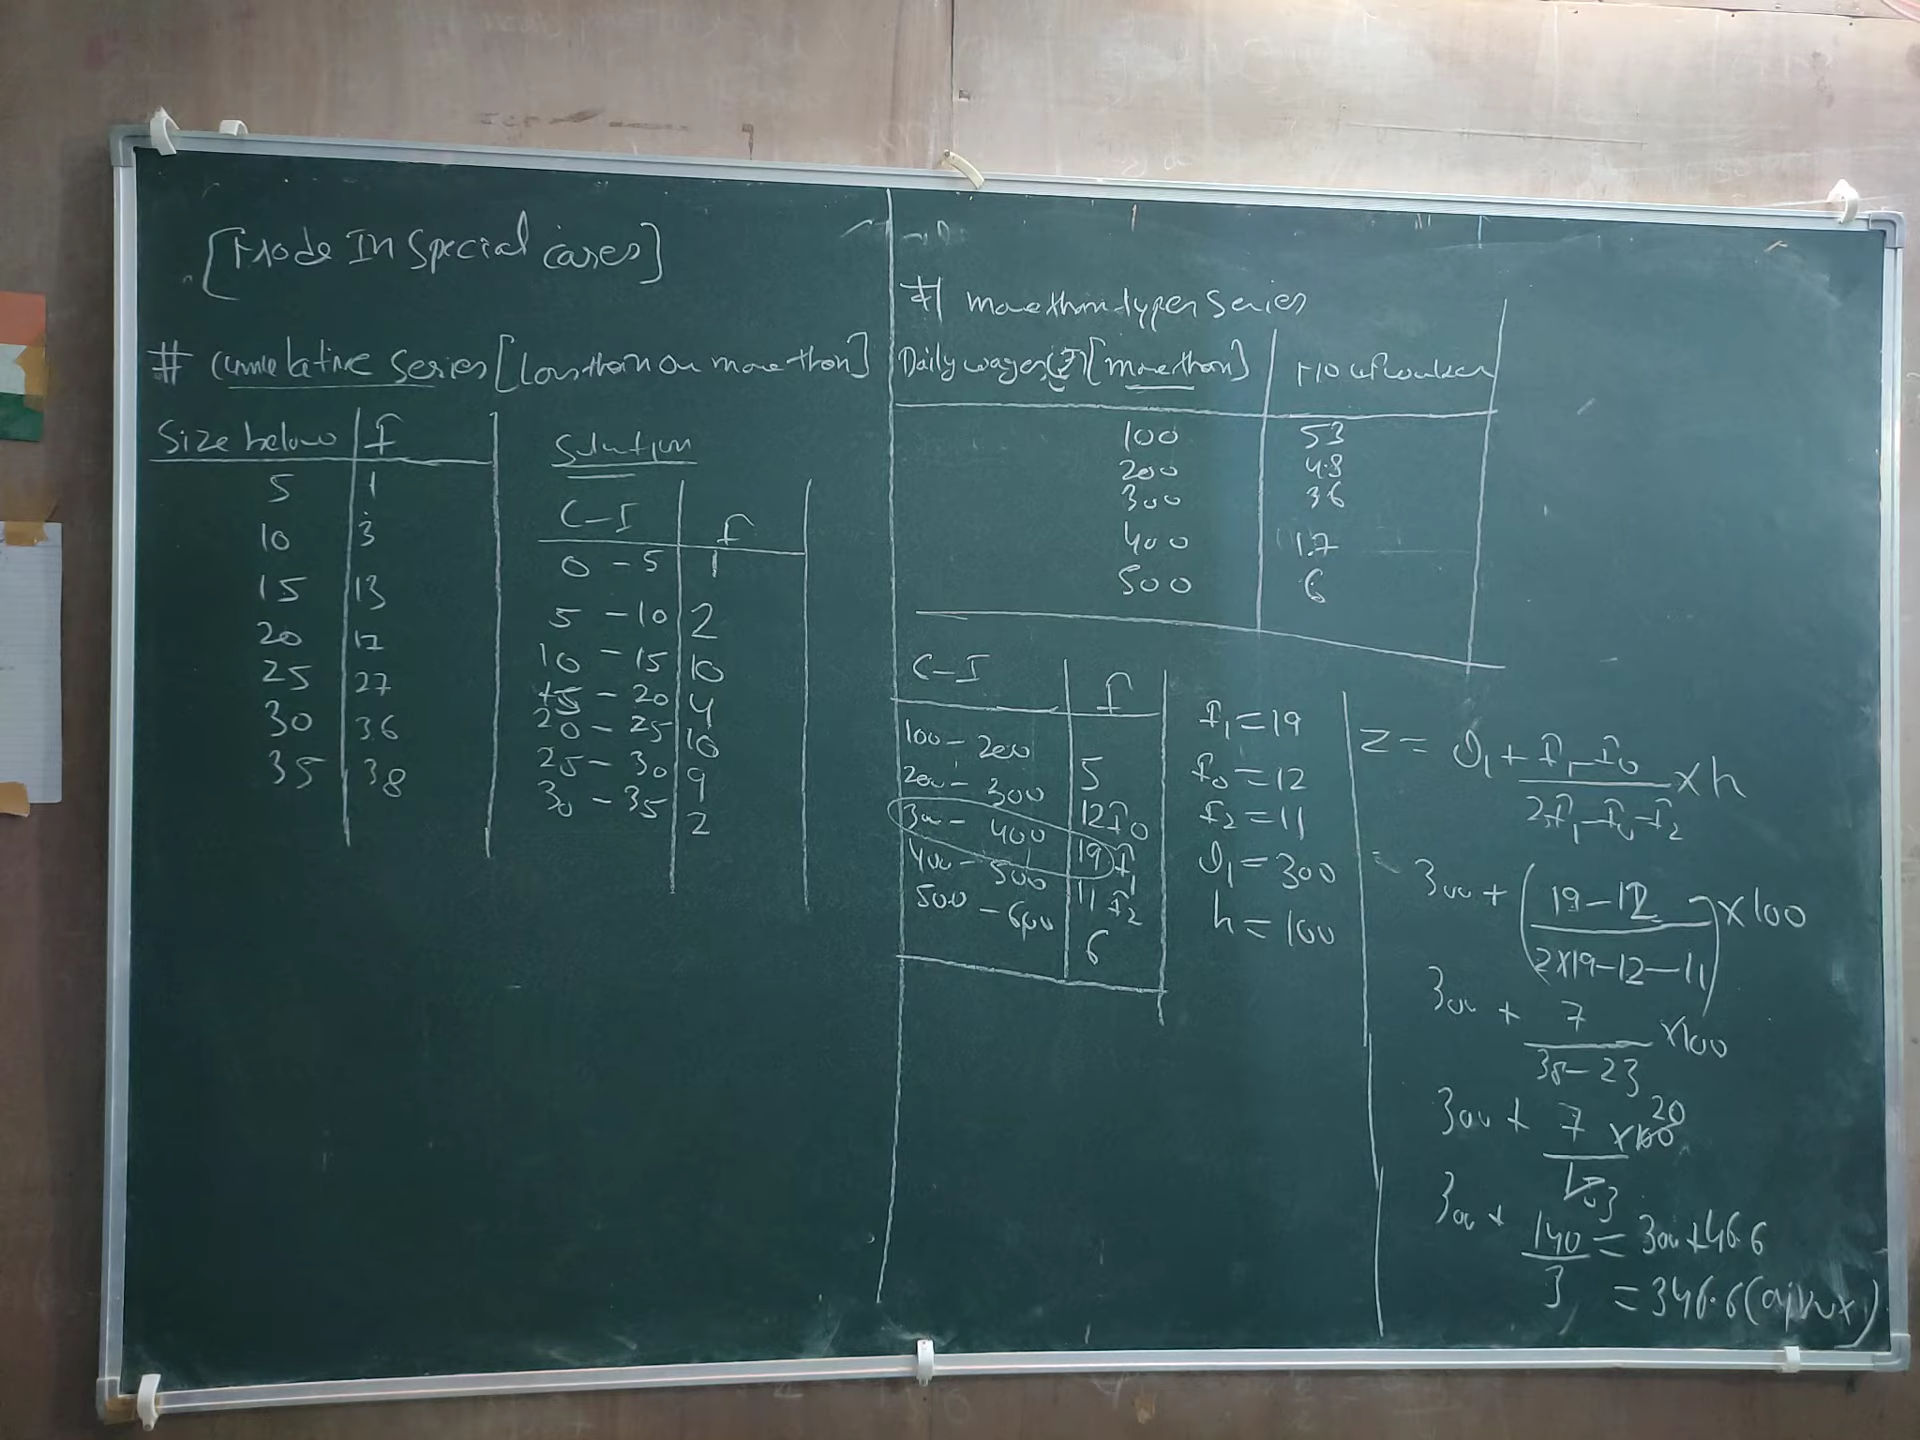 [Mode In Special cases]
# Cumulative Series [Less than or more than]
Size below | f
5 | 1
10 | 3
15 | 13
20 | 17
25 | 27
30 | 36
35 | 38
Solution
C-I | f
0 - 5 | 1
5 - 10 | 2
10 - 15 | 10
15 - 20 | 4
20 - 25 | 10
25 - 30 | 9
30 - 35 | 2
# more than type series
Daily wages (₹) [more than] | No of worker
100 | 53
200 | 48
300 | 36
400 | 17
500 | 6
C-I | f
100 - 200 | 5
200 - 300 | 12 f0
300 - 400 | 19 f1
400 - 500 | 11 f2
500 - 600 | 6
f1 = 19
f0 = 12
f2 = 11
l1 = 300
h = 100
Z = l1 + (f1 - f0)/(2f1 - f0 - f2) × h
= 300 + (19 - 12 / 2×19 - 12 - 11) × 100
300 + 7/(38 - 23) × 100
300 + 7/15 × 100 20 3
300 + 140/3 = 300 + 46.6
= 346.6 (approx)